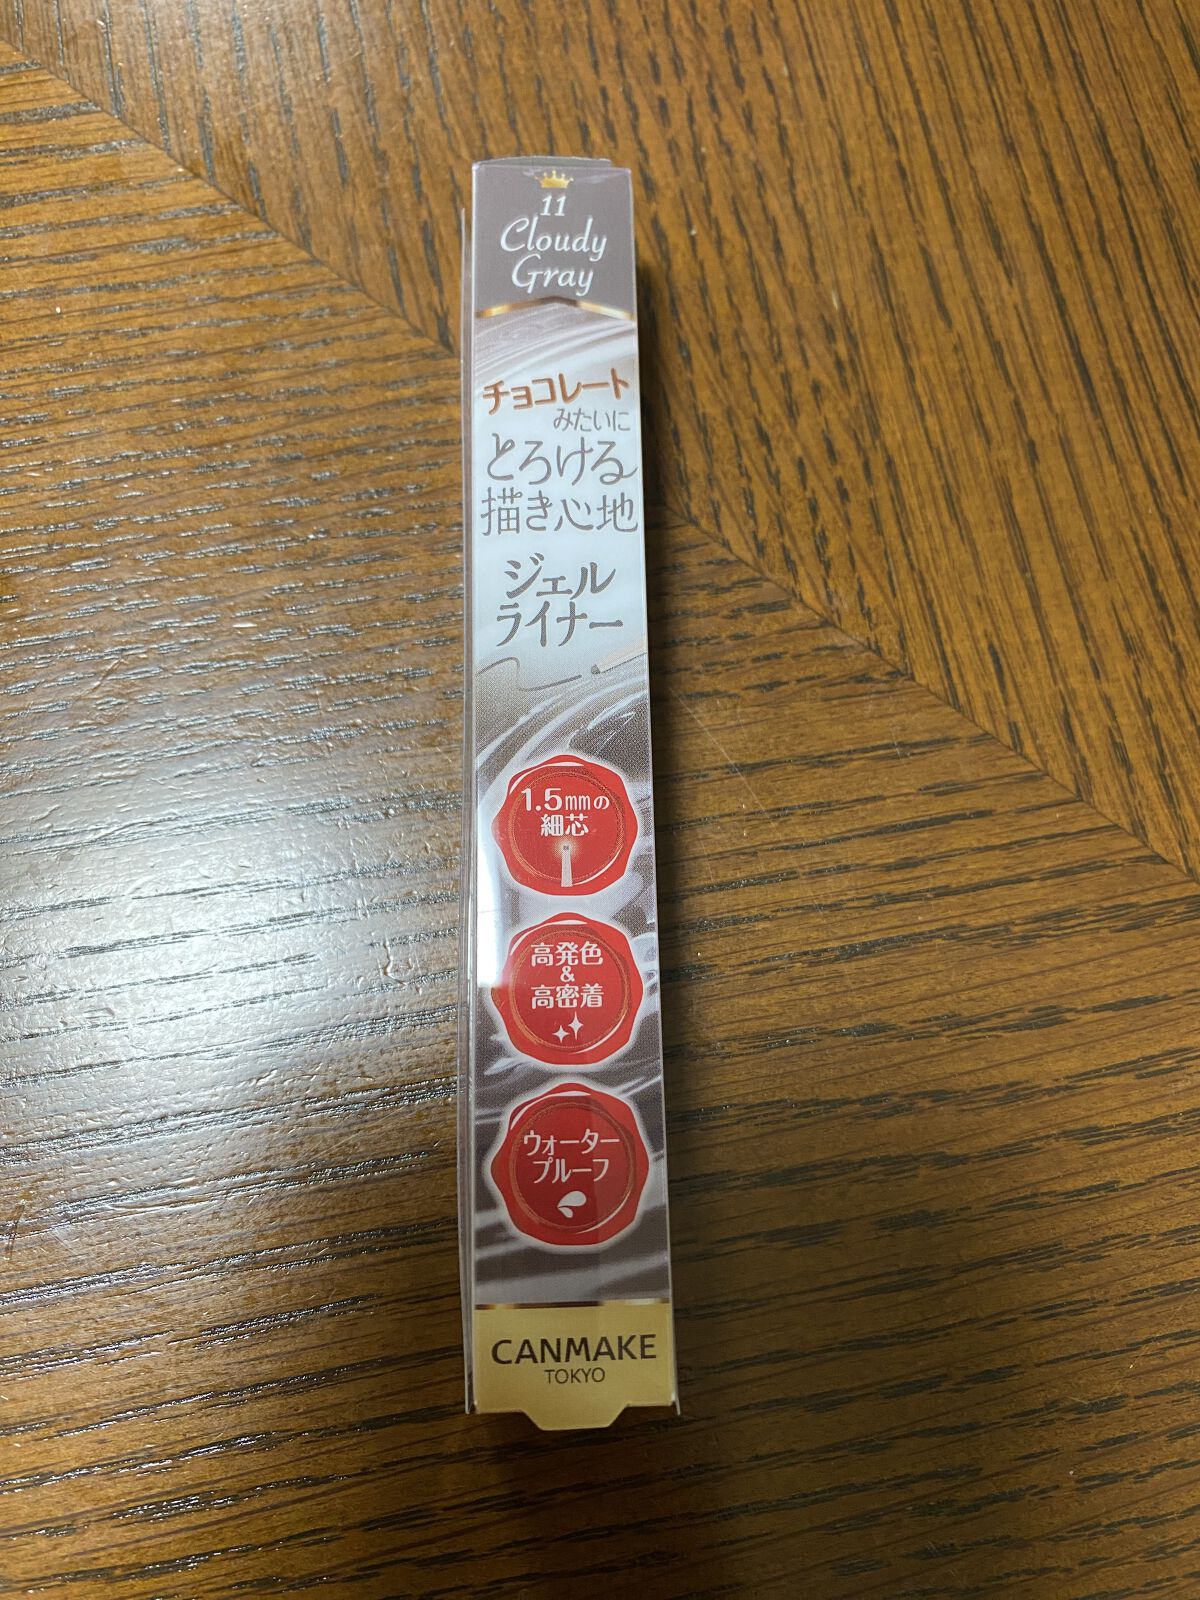 11
Cloudy
Gray
チョコレート
みたいに
とろける
描き心地
ジェル
ライナー
1.5mmの
細芯
高発色
&
高密着
ウォーター
プルーフ
CANMAKE
TOKYO